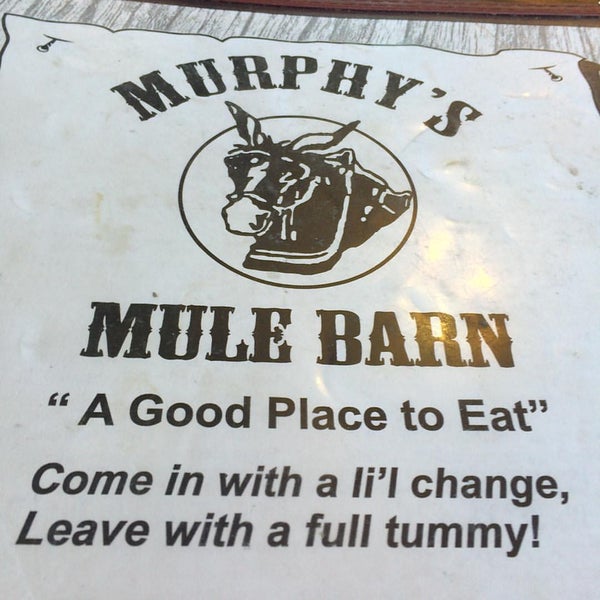 MURPHY'S
MULE BARN
“ A Good Place to Eat”
Come in with a li'l change,
Leave with a full tummy!